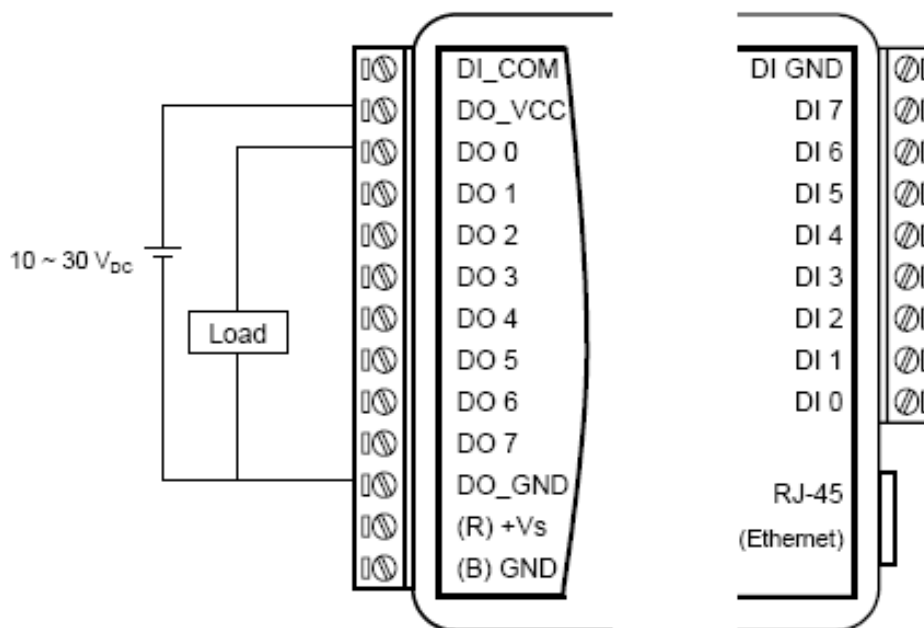 DI_COM
DO_VCC
DO 0
DO 1
DO 2
DO 3
DO 4
DO 5
DO 6
DO 7
DO_GND
(R) +Vs
(B) GND
10 ~ 30 VDC
Load
DI GND
DI 7
DI 6
DI 5
DI 4
DI 3
DI 2
DI 1
DI 0
RJ-45
(Ethernet)